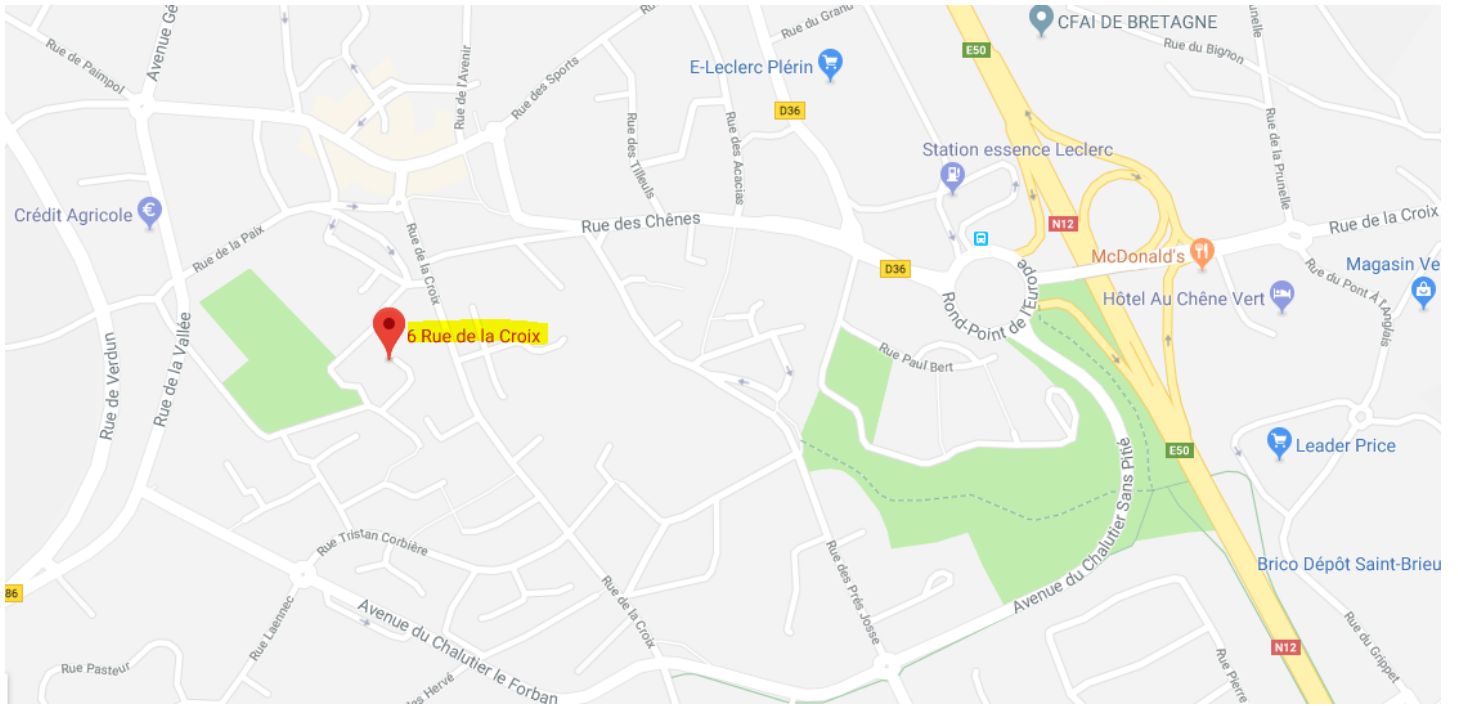 CFAI DE BRETAGNE
Rue du Grand
Avenue Gé
Rue de Paimpol
Rue de l'Avenir
Rue des Sports
E-Leclerc Plérin
E50
Rue du Bignon
unelle
D36
Rue des Tilleuls
Rue des Acacias
Station essence Leclerc
Rue de la Prunelle
Crédit Agricole
Rue de la Paix
Rue de la Croix
Rue des Chênes
N12
Rue de la Croix
McDonald's
D36
Rond-Point de l'Europe
Hôtel Au Chêne Vert
Rue du Pont À l'Anglais
Magasin Ve
6 Rue de la Croix
Rue de Verdun
Rue de la Vallée
Rue Paul Bert
E50
Leader Price
Avenue du Chalutier Sans Pitié
Rue Tristan Corbière
Brico Dépôt Saint-Brieu
86
Rue Laennec
Avenue du Chalutier le Forban
Rue de la Croix
Rue des Prés Josse
Rue du Grippet
Rue Pasteur
N12
Rue Pierre
es Hervé